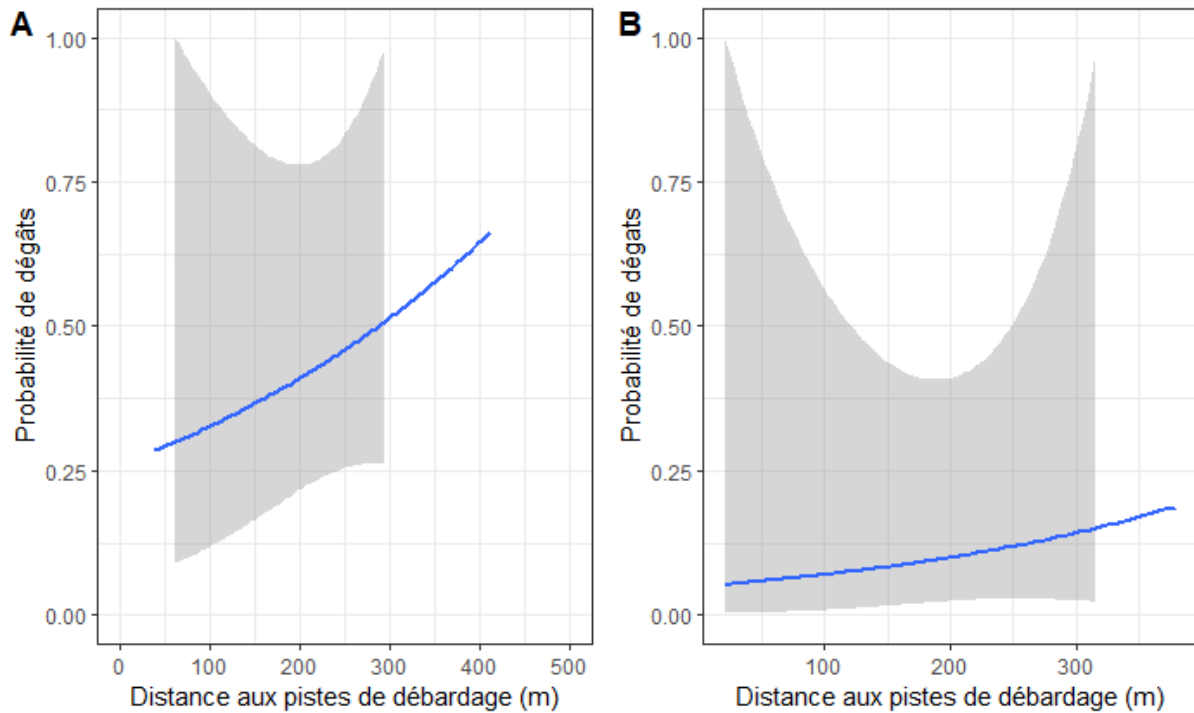 A
1.00
0.75
0.50
0.25
0.00
Probabilité de dégâts
0 100 200 300 400 500
Distance aux pistes de débardage (m)
B
1.00
0.75
0.50
0.25
0.00
Probabilité de dégâts
100 200 300
Distance aux pistes de débardage (m)